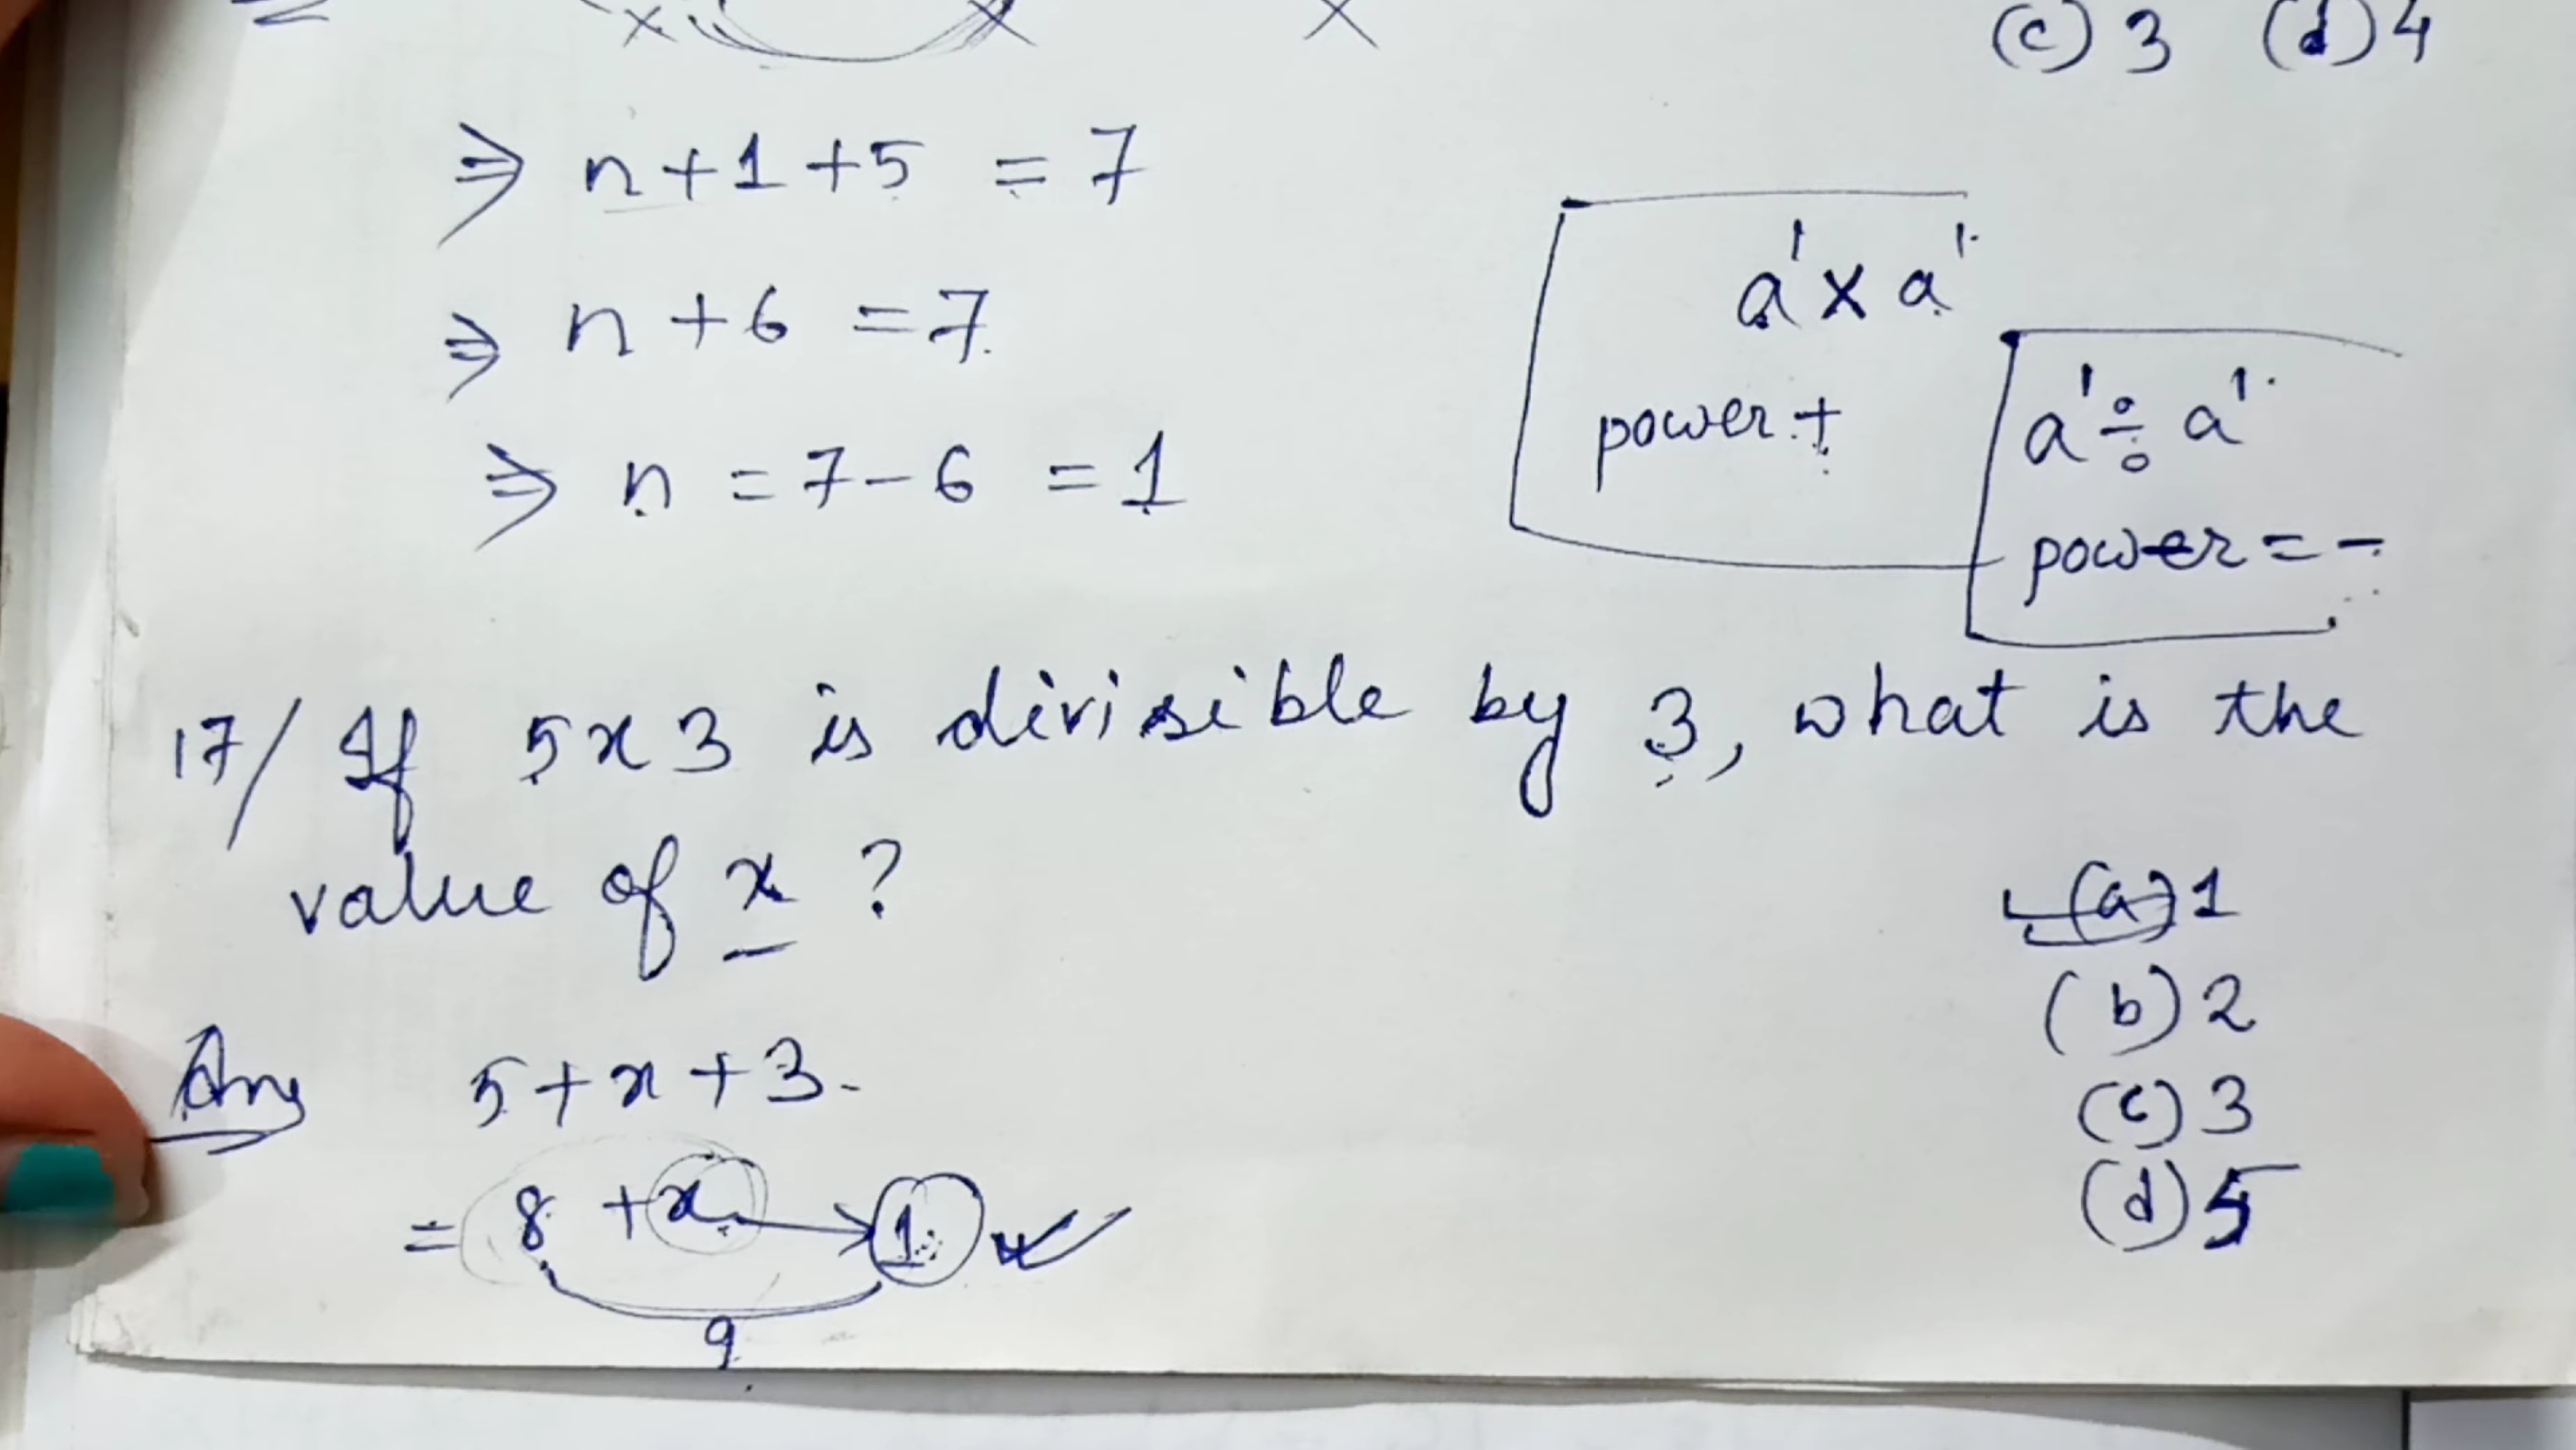 (c) 3 (d) 4
⇒ n+1+5 = 7
⇒ n+6 = 7
⇒ n = 7-6 = 1
a¹ x a¹
power +
a¹ ÷ a¹
power = -
17/ If 5x3 is divisible by 3, what is the
value of x ?
(a) 1
(b) 2
(c) 3
(d) 5
Ans 5+x+3.
= 8 +x → 1
9